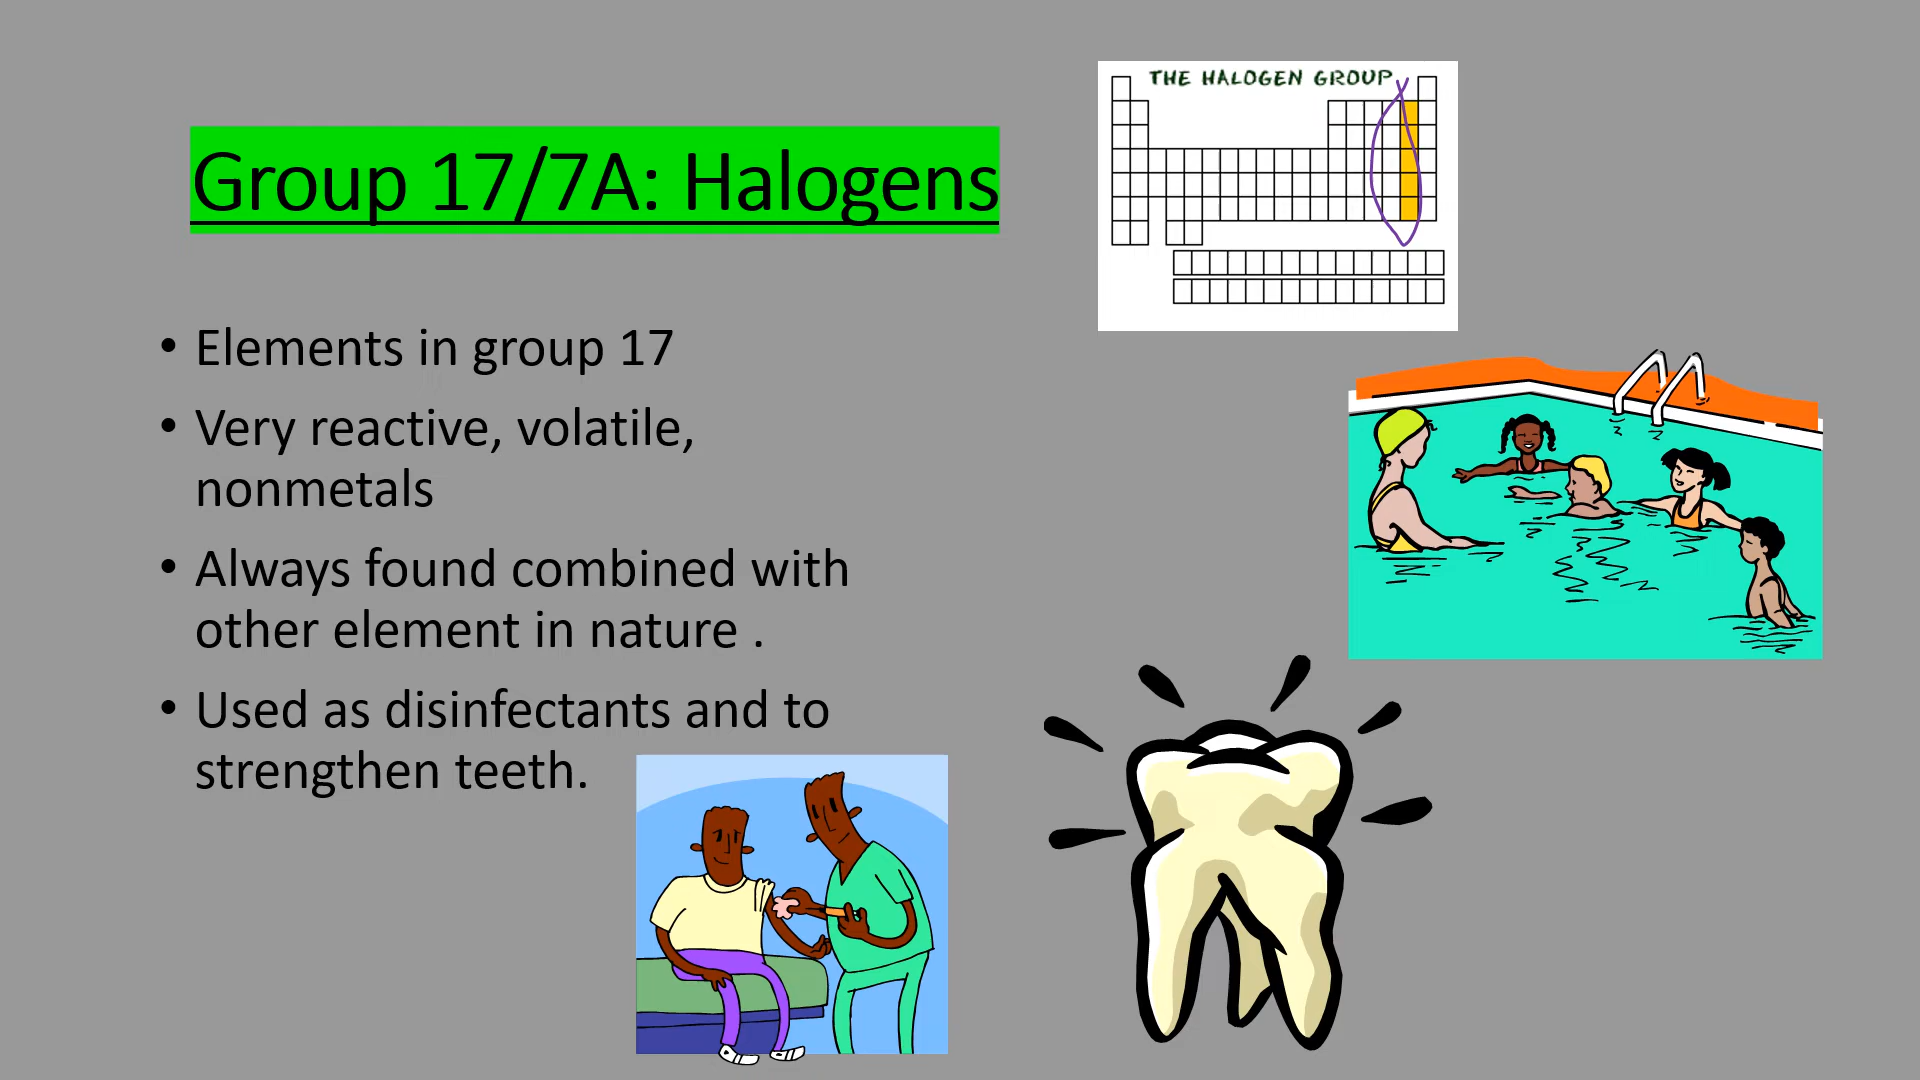 THE HALOGEN GROUP
Group 17/7A: Halogens
• Elements in group 17
• Very reactive, volatile,
nonmetals
• Always found combined with
other element in nature .
• Used as disinfectants and to
strengthen teeth.